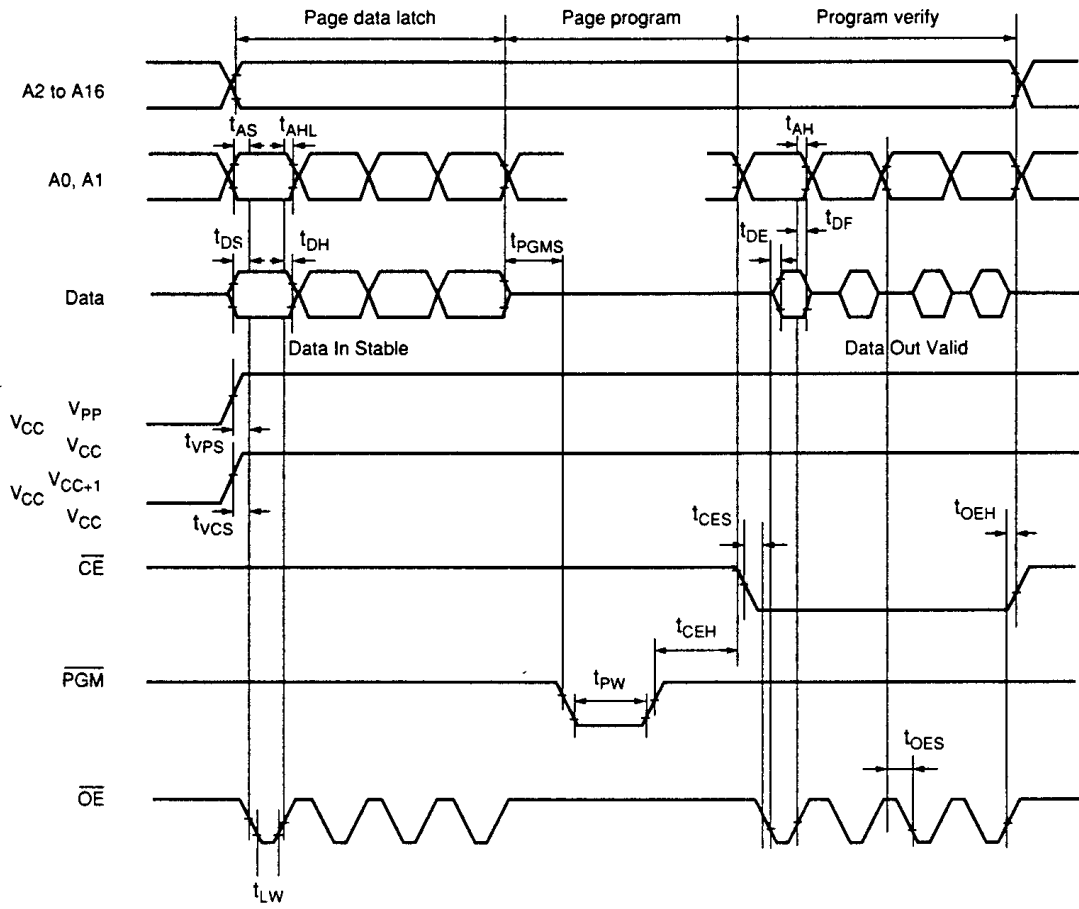 Page data latch Page program Program verify
A2 to A16
tAS tAHL tAH
A0, A1
tDS tDH tPGMS tDE tDF
Data
Data In Stable Data Out Valid
VCC VPP
tVPS VCC
VCC VCC+1
tVCS VCC
tCES tOEH
CE
tCEH
PGM
tPW
tOES
OE
tLW